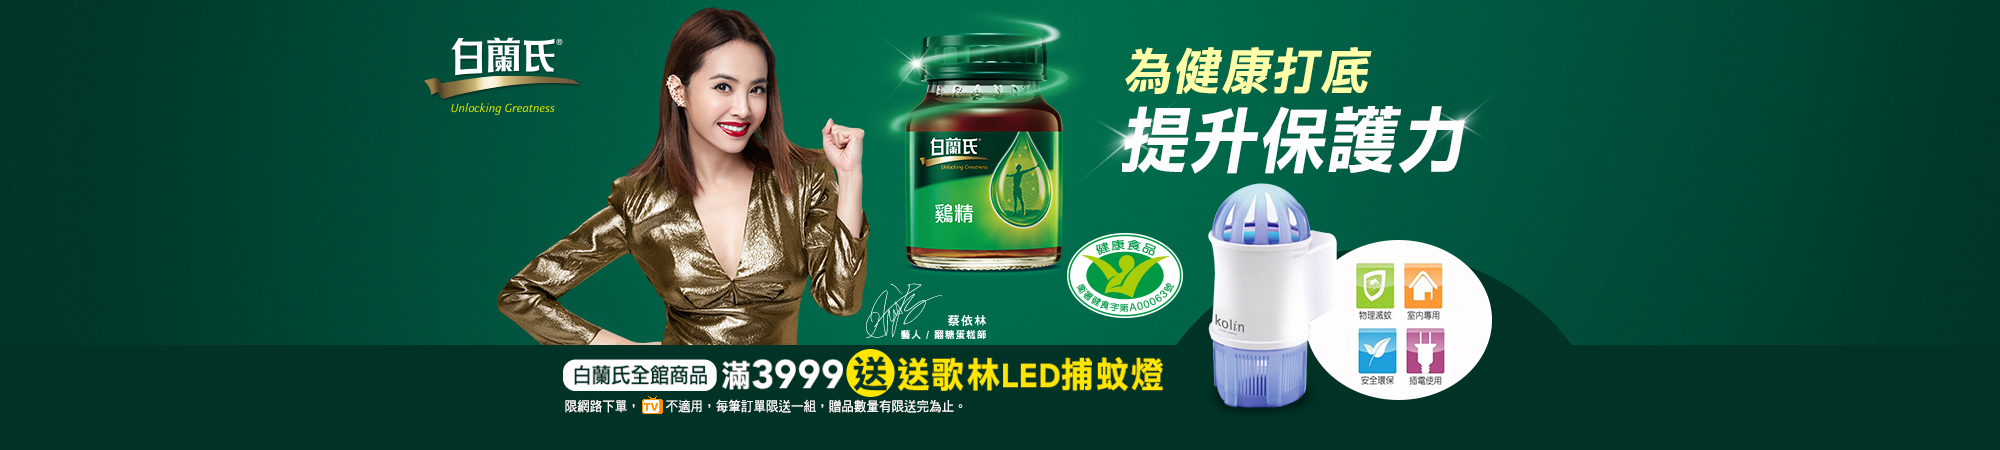 白蘭氏®
Unlocking Greatness
白蘭氏
Unlocking Greatness
鷄精
為健康打底
提升保護力
健康食品
衛署健食字第A00063號
蔡依林
藝人 / 翻糖蛋糕師
kolin
物理滅蚊
室內專用
安全環保
插電使用
白蘭氏全館商品 滿3999 送 送歌林LED捕蚊燈
限網路下單，TV不適用，每筆訂單限送一組，贈品數量有限送完為止。